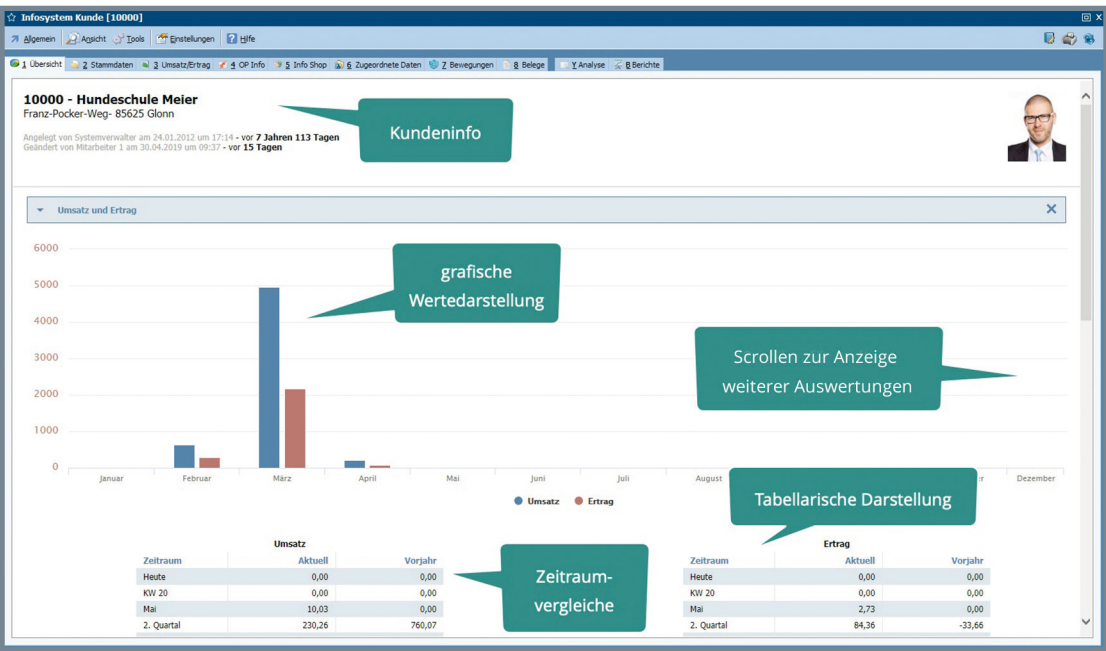 Infosystem Kunde [10000]
Allgemein Ansicht Tools Einstellungen Hilfe
1 Übersicht 2 Stammdaten 3 Umsatz/Ertrag 4 OP Info 5 Info Shop 6 Zugeordnete Daten 7 Bewegungen 8 Belege Y Analyse 8 Berichte
10000 - Hundeschule Meier
Franz-Pocker-Weg- 85625 Glonn
Angelegt von Systemverwalter am 24.01.2012 um 17:14 - vor 7 Jahren 113 Tagen
Geändert von Mitarbeiter 1 am 30.04.2019 um 09:37 - vor 15 Tagen
Kundeninfo
Umsatz und Ertrag
6000
5000
4000
3000
2000
1000
0
grafische
Wertedarstellung
Scrollen zur Anzeige
weiterer Auswertungen
Januar Februar März April Mai Juni Juli August Dezember
Umsatz Ertrag
Tabellarische Darstellung
Umsatz
Zeitraum Aktuell Vorjahr
Heute 0,00 0,00
KW 20 0,00 0,00
Mai 10,03 0,00
2. Quartal 230,26 760,07
Zeitraum-
vergleiche
Ertrag
Zeitraum Aktuell Vorjahr
Heute 0,00 0,00
KW 20 0,00 0,00
Mai 2,73 0,00
2. Quartal 84,36 -33,66